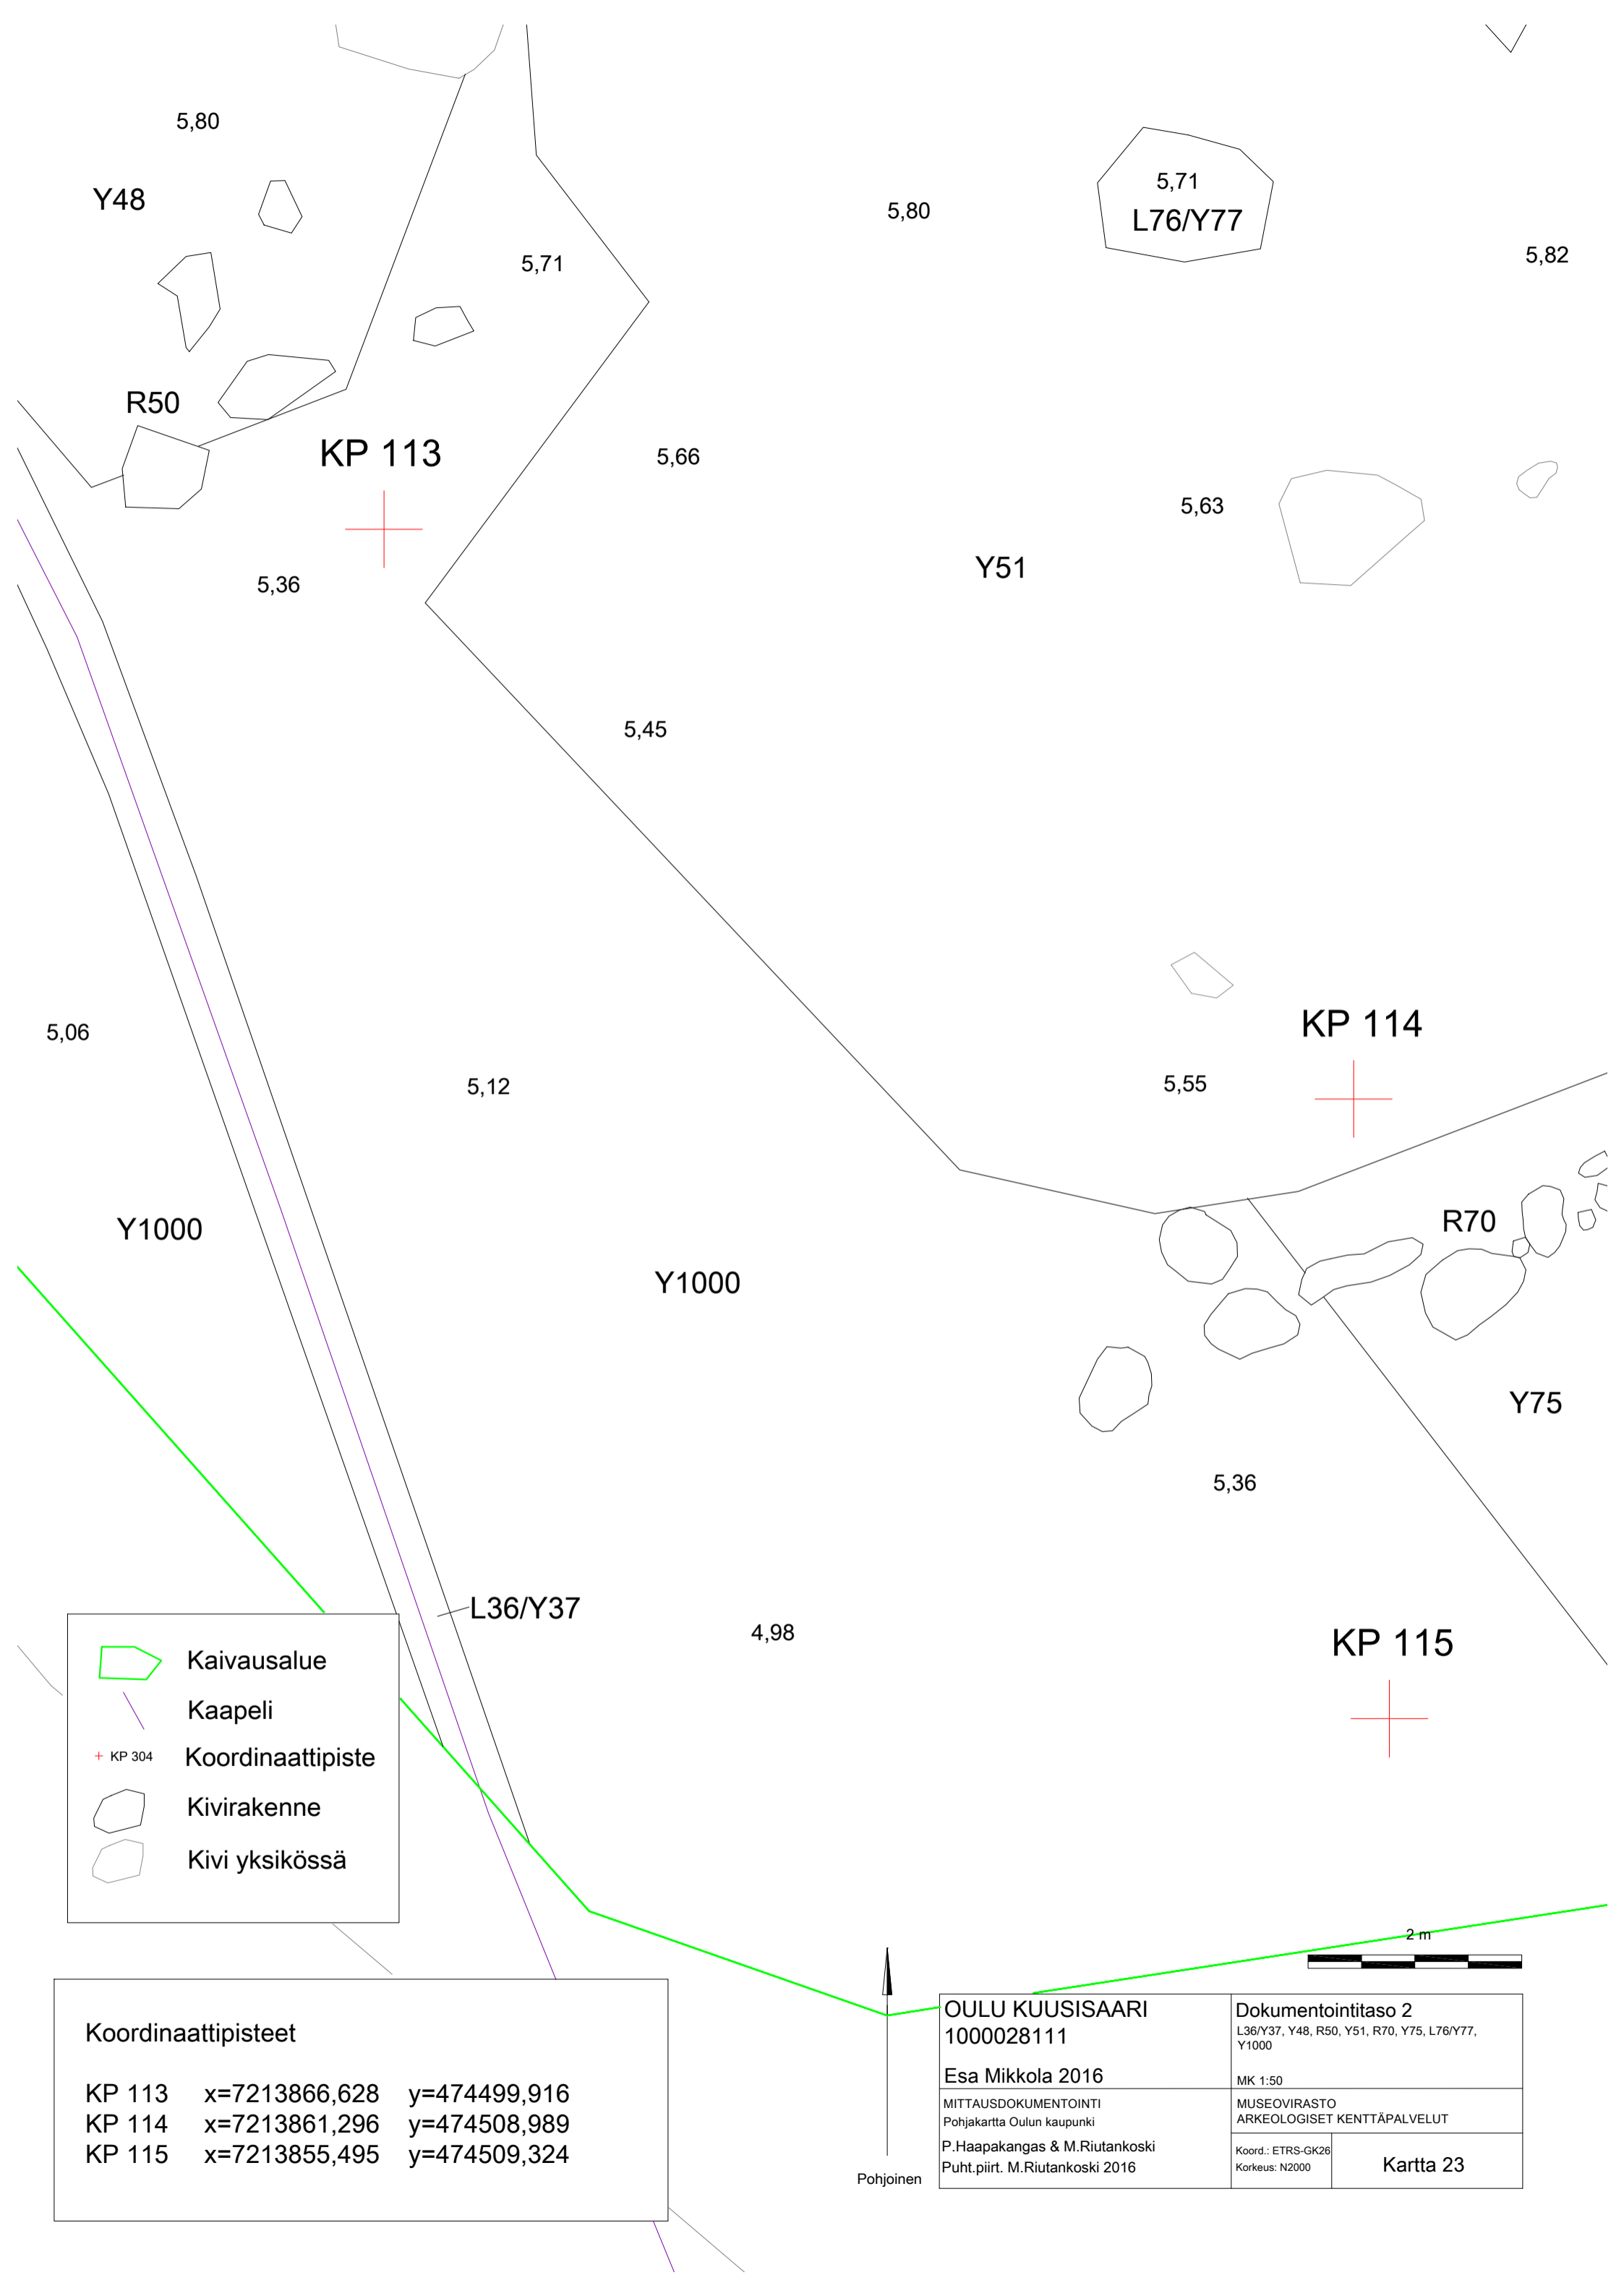 5,80
Y48
5,71
5,80
5,71
L76/Y77
5,82
R50
KP 113
5,66
5,63
Y51
5,36
5,45
5,06
5,12
KP 114
5,55
Y1000
Y1000
R70
Y75
5,36
L36/Y37
4,98
KP 115
Kaivausalue
Kaapeli
KP 304 Koordinaattipiste
Kivirakenne
Kivi yksikössä
Koordinaattipisteet
KP 113 x=7213866,628 y=474499,916
KP 114 x=7213861,296 y=474508,989
KP 115 x=7213855,495 y=474509,324
Pohjoinen
2 m
OULU KUUSISAARI
1000028111
Esa Mikkola 2016
Dokumentointitaso 2
L36/Y37, Y48, R50, Y51, R70, Y75, L76/Y77,
Y1000
MK 1:50
MITTAUSDOKUMENTOINTI
Pohjakartta Oulun kaupunki
P.Haapakangas & M.Riutankoski
Puht.piirt. M.Riutankoski 2016
MUSEOVIRASTO
ARKEOLOGISET KENTTÄPALVELUT
Koord.: ETRS-GK26
Korkeus: N2000
Kartta 23